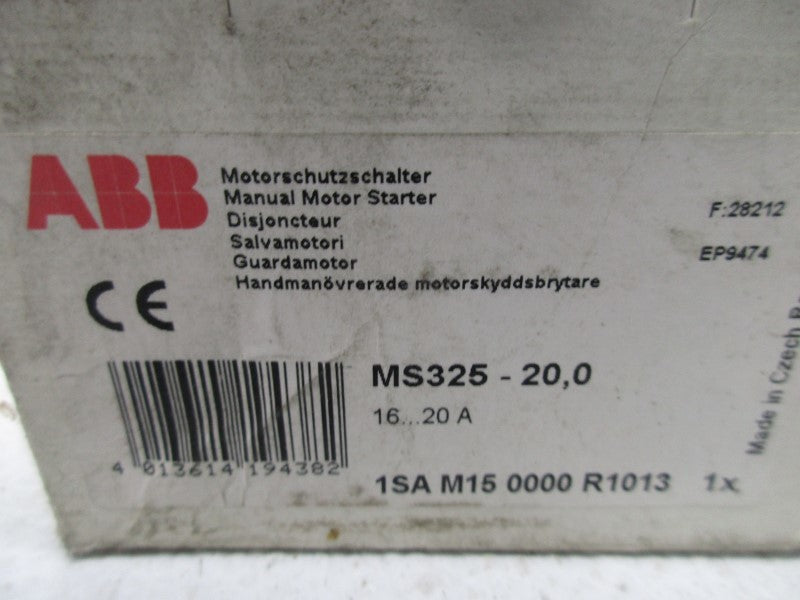 ABB
Motorschutzschalter
Manual Motor Starter
Disjoncteur
Salvamotori
Guardamotor
Handmanövrerade motorskyddsbrytare
F:28212
EP9474
CE
MS325 - 20,0
16...20 A
4 013614 194382
1SA M15 0000 R1013 1x
Made in Czech